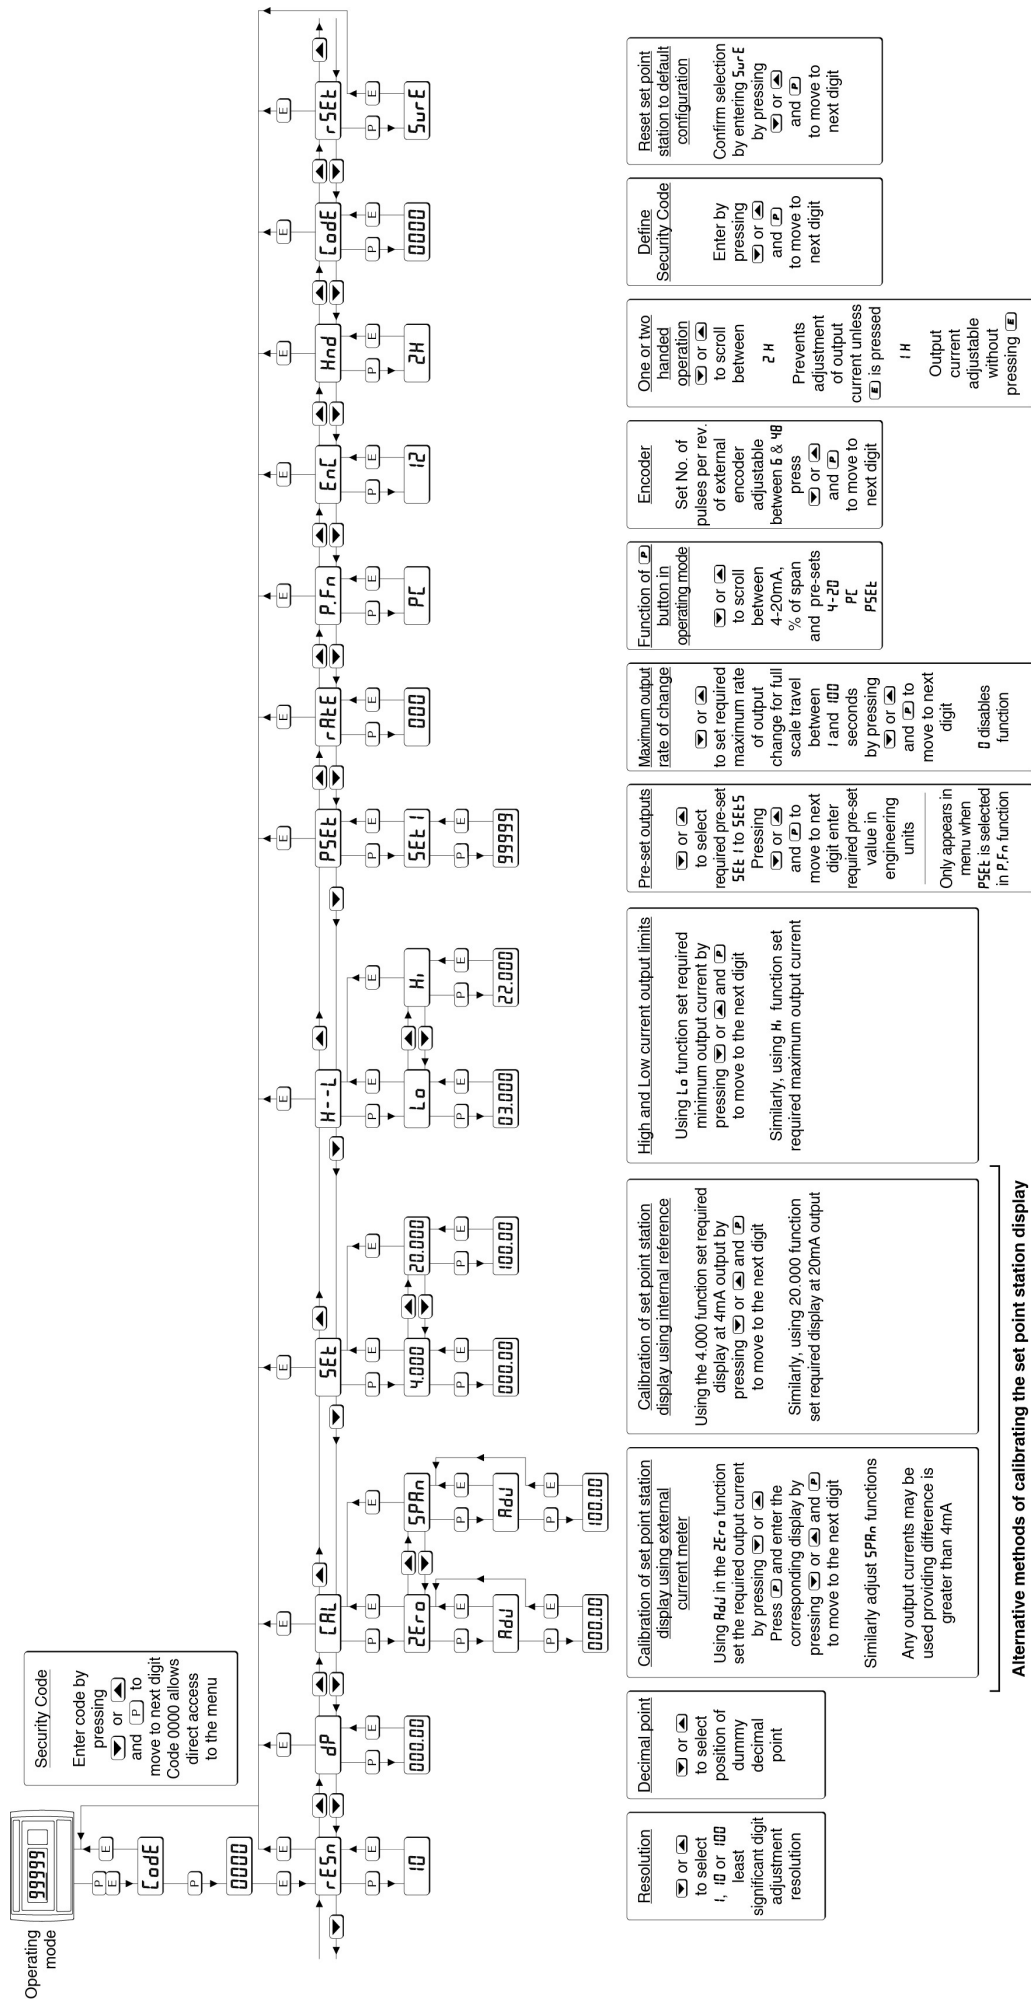 Operating
mode
99999
P
E
E
CodE
P
0000
E
E
Security Code
Enter code by
pressing
▼ or ▲
and P to
move to next digit
Code 0000 allows
direct access
to the menu
▼
rESn
P
E
10
▲
▼
E
dP
P
E
000.00
▲
▼
E
CAL
P
E
2Ero
P
E
AdJ
P
E
000.00
▲
▼
E
SPAn
P
E
AdJ
P
E
100.00
▲
▼
E
SEt
P
E
4.000
P
E
000.00
▲
▼
E
20.000
P
E
100.00
▲
▼
E
H--L
P
E
Lo
P
E
03.000
▲
▼
E
Hi
P
E
22.000
▲
▼
E
PSEt
P
E
SEt 1
P
E
99999
▲
▼
E
rAtE
P
E
000
▲
▼
E
P.Fn
P
E
PC
▲
▼
E
EnC
P
E
12
▲
▼
E
Hnd
P
E
2H
▲
▼
E
CodE
P
E
0000
▲
▼
E
rSEt
P
E
SurE
▲
Resolution
▼ or ▲
to select
1, 10 or 100
least
significant digit
adjustment
resolution
Decimal point
▼ or ▲
to select
position of
dummy
decimal
point
Calibration of set point station
display using external
current meter
Using AdJ in the 2Ero function
set the required output current
by pressing ▼ or ▲
Press P and enter the
corresponding display by
pressing ▼ or ▲ and P
to move to the next digit
Similarly adjust SPAn functions
Any output currents may be
used providing difference is
greater than 4mA
Calibration of set point station
display using internal reference
Using the 4.000 function set required
display at 4mA output by
pressing ▼ or ▲ and P
to move to the next digit
Similarly, using 20.000 function
set required display at 20mA output
Alternative methods of calibrating the set point station display
High and Low current output limits
Using Lo function set required
minimum output current by
pressing ▼ or ▲ and P
to move to the next digit
Similarly, using Hi function set
required maximum output current
Pre-set outputs
▼ or ▲
to select
required pre-set
SEt 1 to SEt5
Pressing
▼ or ▲
and P to
move to next
digit enter
required pre-set
value in
engineering
units
Only appears in
menu when
PSEt is selected
in P.Fn function
Maximum output
rate of change
▼ or ▲
to set required
maximum rate
of output
change for full
scale travel
between
1 and 100
seconds
by pressing
▼ or ▲
and P to
move to next
digit
0 disables
function
Function of P
button in
operating mode
▼ or ▲
to scroll
between
4-20mA,
% of span
and pre-sets
4-20
PC
PSEt
Encoder
Set No. of
pulses per rev.
of external
encoder
adjustable
between 6 & 48
press
▼ or ▲
and P
to move to
next digit
One or two
handed
operation
▼ or ▲
to scroll
between
2 H
Prevents
adjustment
of output
current unless
E is pressed
1 H
Output
current
adjustable
without
pressing E
Define
Security Code
Enter by
pressing
▼ or ▲
and P
to move to
next digit
Reset set point
station to default
configuration
Confirm selection
by entering SurE
by pressing
▼ or ▲
and P
to move to
next digit